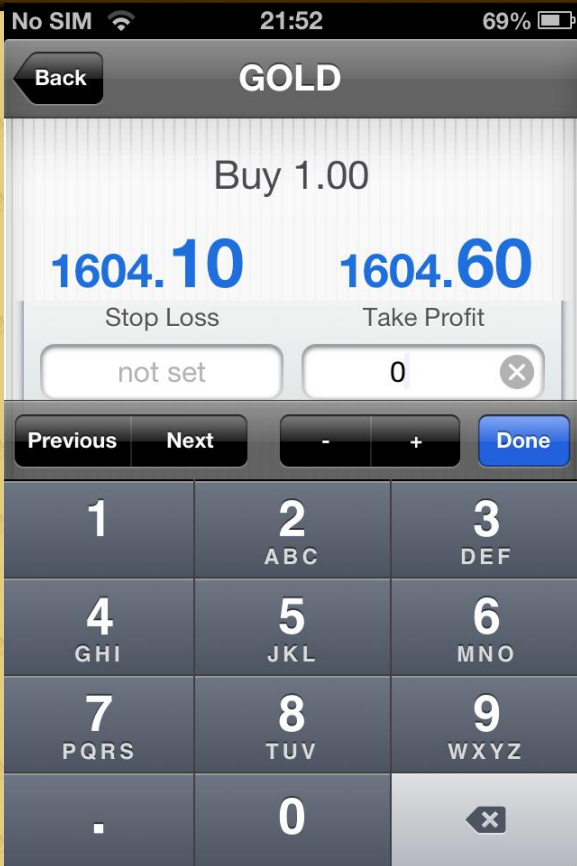 No SIM 21:52 69%
Back GOLD
Buy 1.00
1604.10 1604.60
Stop Loss Take Profit
not set 0
Previous Next - + Done
1 2 3
ABC DEF
4 5 6
GHI JKL MNO
7 8 9
PQRS TUV WXYZ
. 0